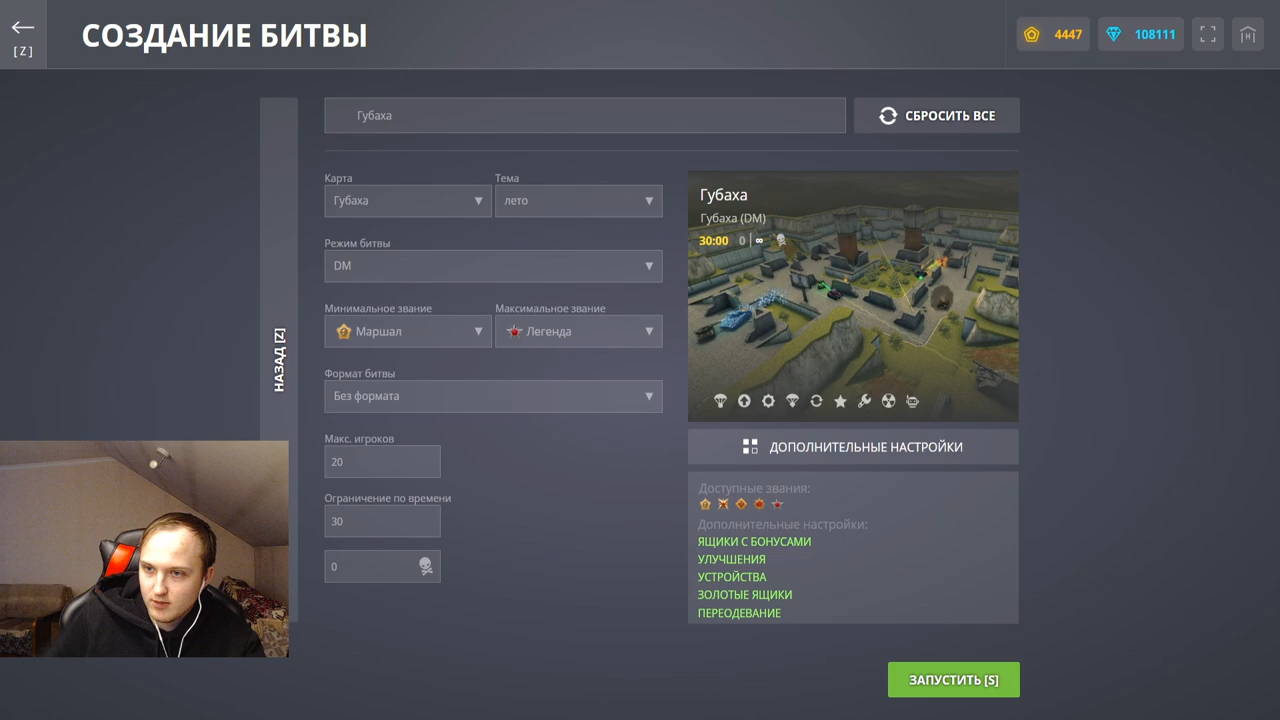 [Z]
СОЗДАНИЕ БИТВЫ
4447
108111
НАЗАД [Z]
Губаха
СБРОСИТЬ ВСЕ
Карта
Тема
Губаха
лето
Режим битвы
DM
Минимальное звание
Максимальное звание
Маршал
Легенда
Формат битвы
Без формата
Макс. игроков
20
Ограничение по времени
30
0
Губаха
Губаха (DM)
30:00 0 | ∞
ДОПОЛНИТЕЛЬНЫЕ НАСТРОЙКИ
Доступные звания:
Дополнительные настройки:
ЯЩИКИ С БОНУСАМИ
УЛУЧШЕНИЯ
УСТРОЙСТВА
ЗОЛОТЫЕ ЯЩИКИ
ПЕРЕОДЕВАНИЕ
ЗАПУСТИТЬ [S]